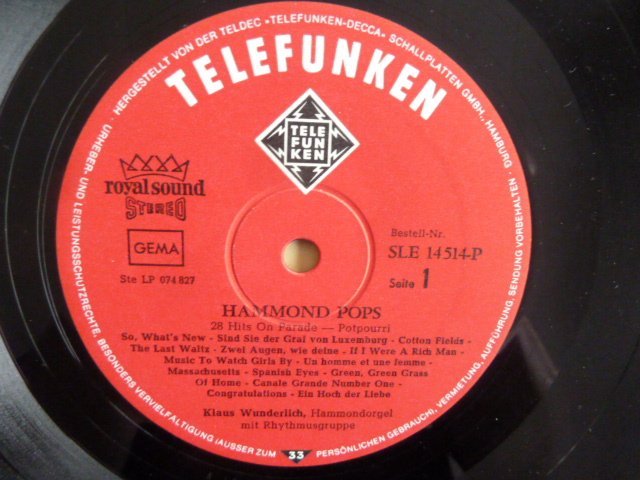 URHEBER- UND LEISTUNGSSCHUTZRECHTE, BESONDERS VERVIELFÄLTIGUNG (AUSSER ZUM
HERGESTELLT VON DER TELDEC »TELEFUNKEN-DECCA« SCHALLPLATTEN GMBH., HAMBURG
PERSÖNLICHEN GEBRAUCH), VERMIETUNG, AUFFÜHRUNG, SENDUNG VORBEHALTEN.
TELEFUNKEN
TELE
FUN
KEN
royal sound
STEREO
GEMA
Ste LP 074 827
Bestell-Nr.
SLE 14 514-P
Seite 1
HAMMOND POPS
28 Hits On Parade — Potpourri
So, What's New - Sind Sie der Graf von Luxemburg - Cotton Fields -
The Last Waltz - Zwei Augen, wie deine - If I Were A Rich Man -
Music To Watch Girls By - Un homme et une femme -
Massachusetts - Spanish Eyes - Green, Green Grass
Of Home - Canale Grande Number One -
Congratulations - Ein Hoch der Liebe
Klaus Wunderlich, Hammondorgel
mit Rhythmusgruppe
33